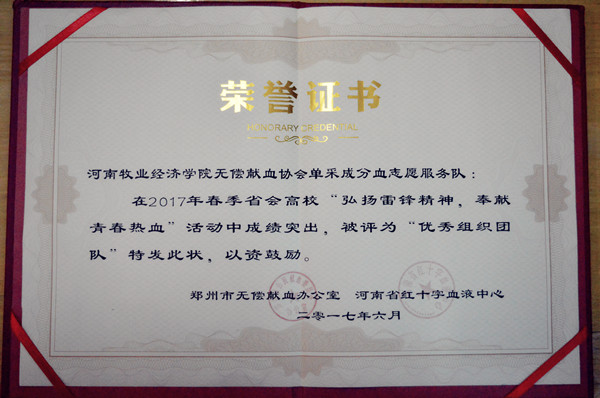 荣誉证书
HONORARY CREDENTIAL
河南牧业经济学院无偿献血协会单采成分血志愿服务队：
在2017年春季省会高校“弘扬雷锋精神，奉献
青春热血”活动中成绩突出，被评为“优秀组织团
队”特发此状，以资鼓励。
郑州市无偿献血办公室 河南省红十字血液中心
二零一七年六月